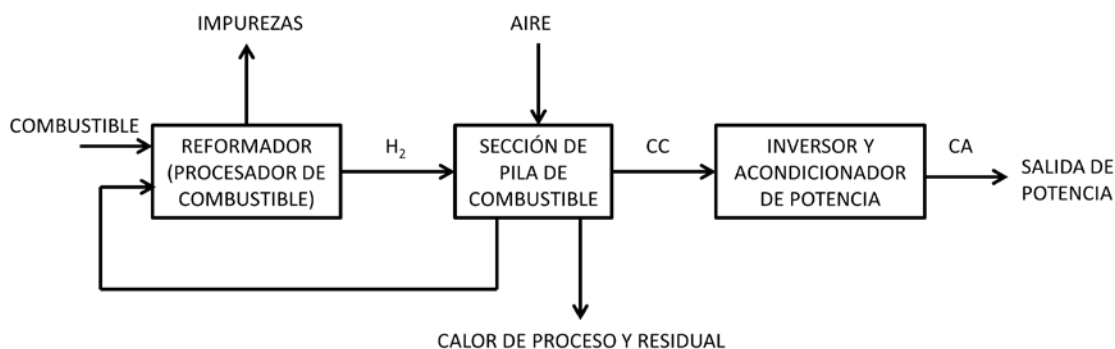 IMPUREZAS
AIRE
COMBUSTIBLE
REFORMADOR
(PROCESADOR DE
COMBUSTIBLE)
H₂
SECCIÓN DE
PILA DE
COMBUSTIBLE
CC
INVERSOR Y
ACONDICIONADOR
DE POTENCIA
CA
SALIDA DE
POTENCIA
CALOR DE PROCESO Y RESIDUAL